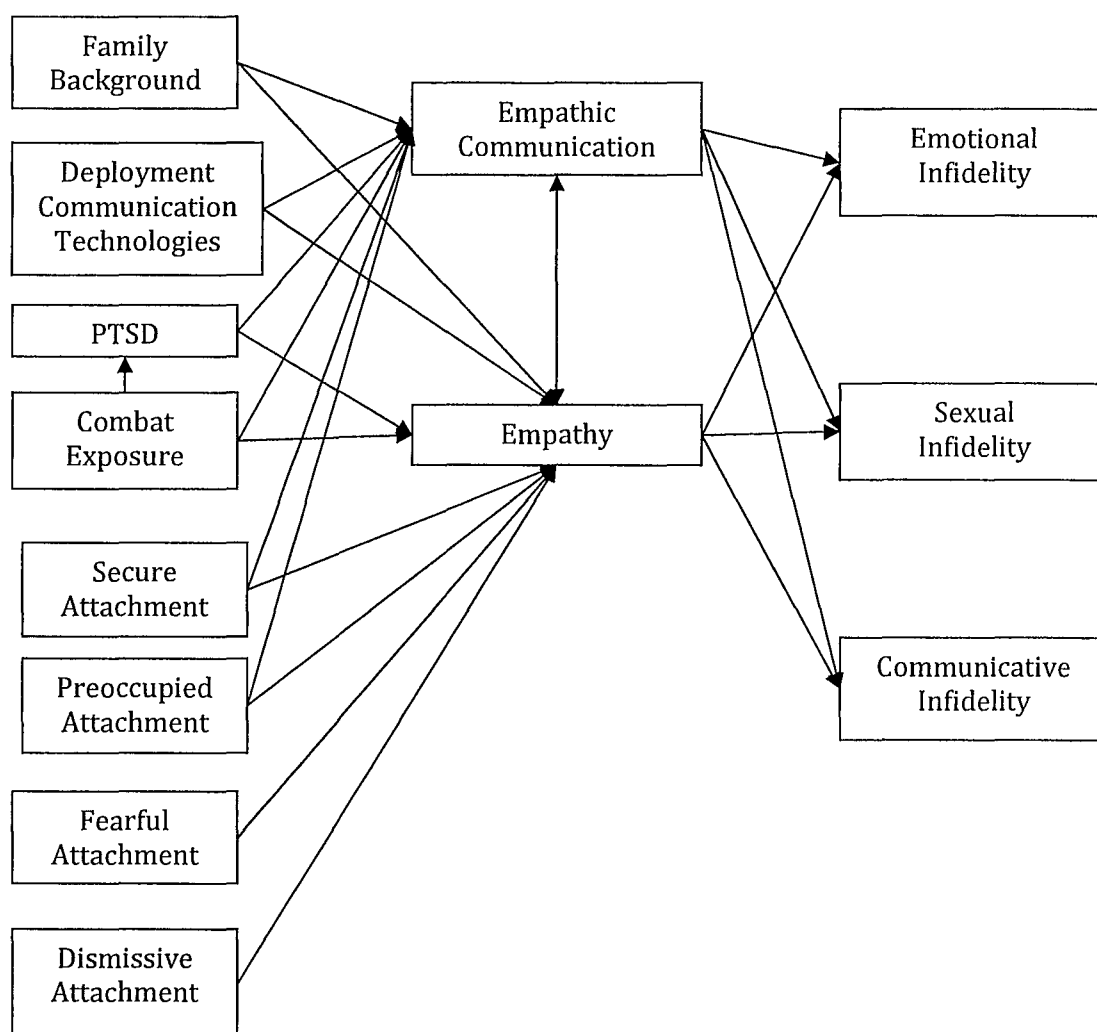 Family
Background
Deployment
Communication
Technologies
PTSD
Combat
Exposure
Secure
Attachment
Preoccupied
Attachment
Fearful
Attachment
Dismissive
Attachment
Empathic
Communication
Empathy
Emotional
Infidelity
Sexual
Infidelity
Communicative
Infidelity